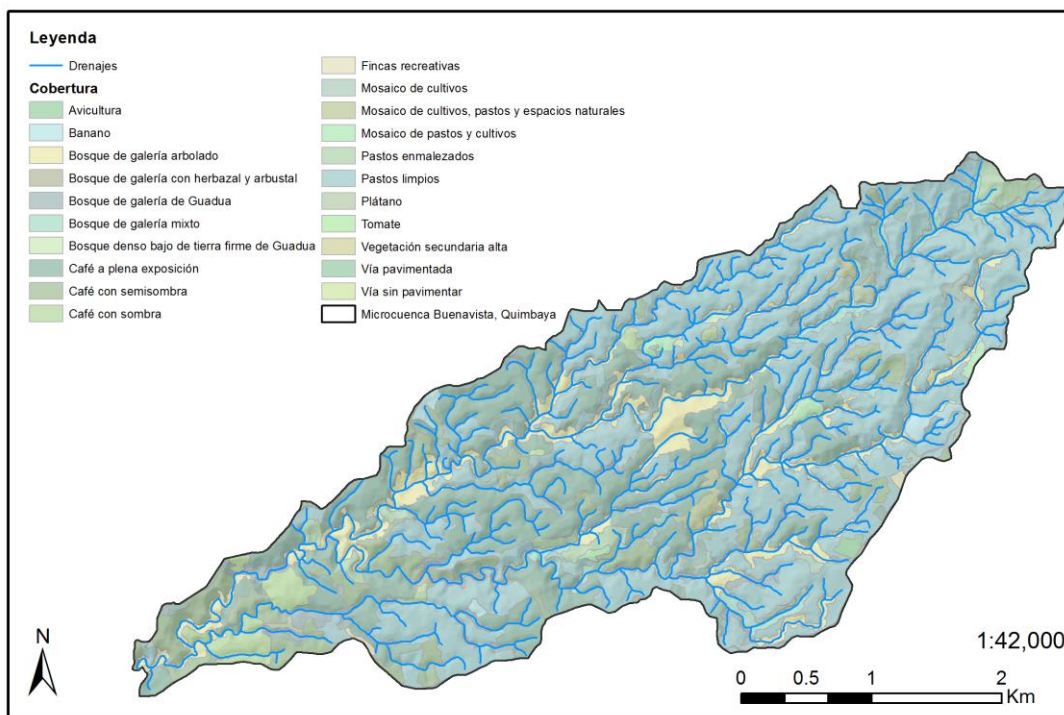 Leyenda
Drenajes
Cobertura
Avicultura
Banano
Bosque de galería arbolado
Bosque de galería con herbazal y arbustal
Bosque de galería de Guadua
Bosque de galería mixto
Bosque denso bajo de tierra firme de Guadua
Café a plena exposición
Café con semisombra
Café con sombra
Fincas recreativas
Mosaico de cultivos
Mosaico de cultivos, pastos y espacios naturales
Mosaico de pastos y cultivos
Pastos enmalezados
Pastos limpios
Plátano
Tomate
Vegetación secundaria alta
Vía pavimentada
Vía sin pavimentar
Microcuenca Buenavista, Quimbaya
N
1:42,000
0 0.5 1 2
Km